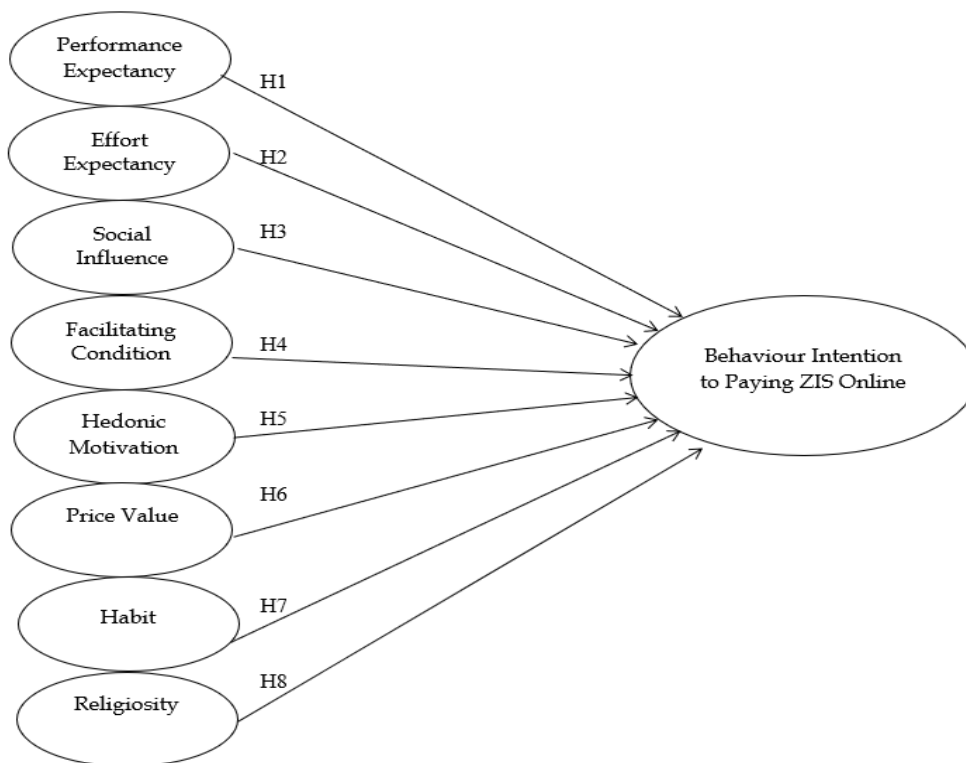 Performance
Expectancy
H1
Effort
Expectancy
H2
Social
Influence
H3
Facilitating
Condition
H4
Hedonic
Motivation
H5
Price Value
H6
Habit
H7
Religiosity
H8
Behaviour Intention
to Paying ZIS Online